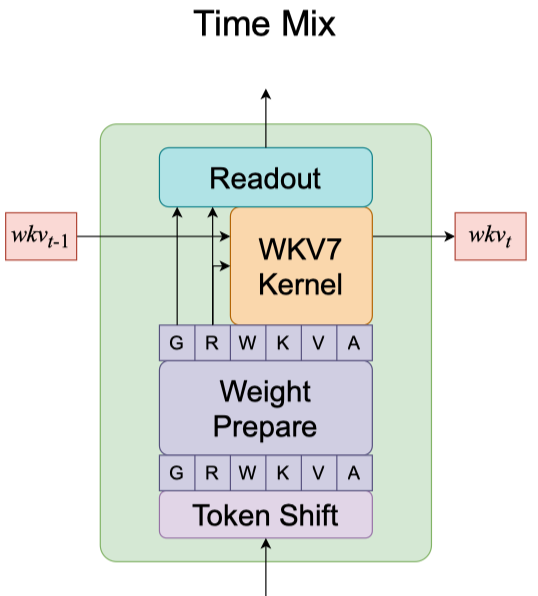 Time Mix
Readout
wkvt-1
WKV7
Kernel
wkvt
G R W K V A
Weight
Prepare
G R W K V A
Token Shift